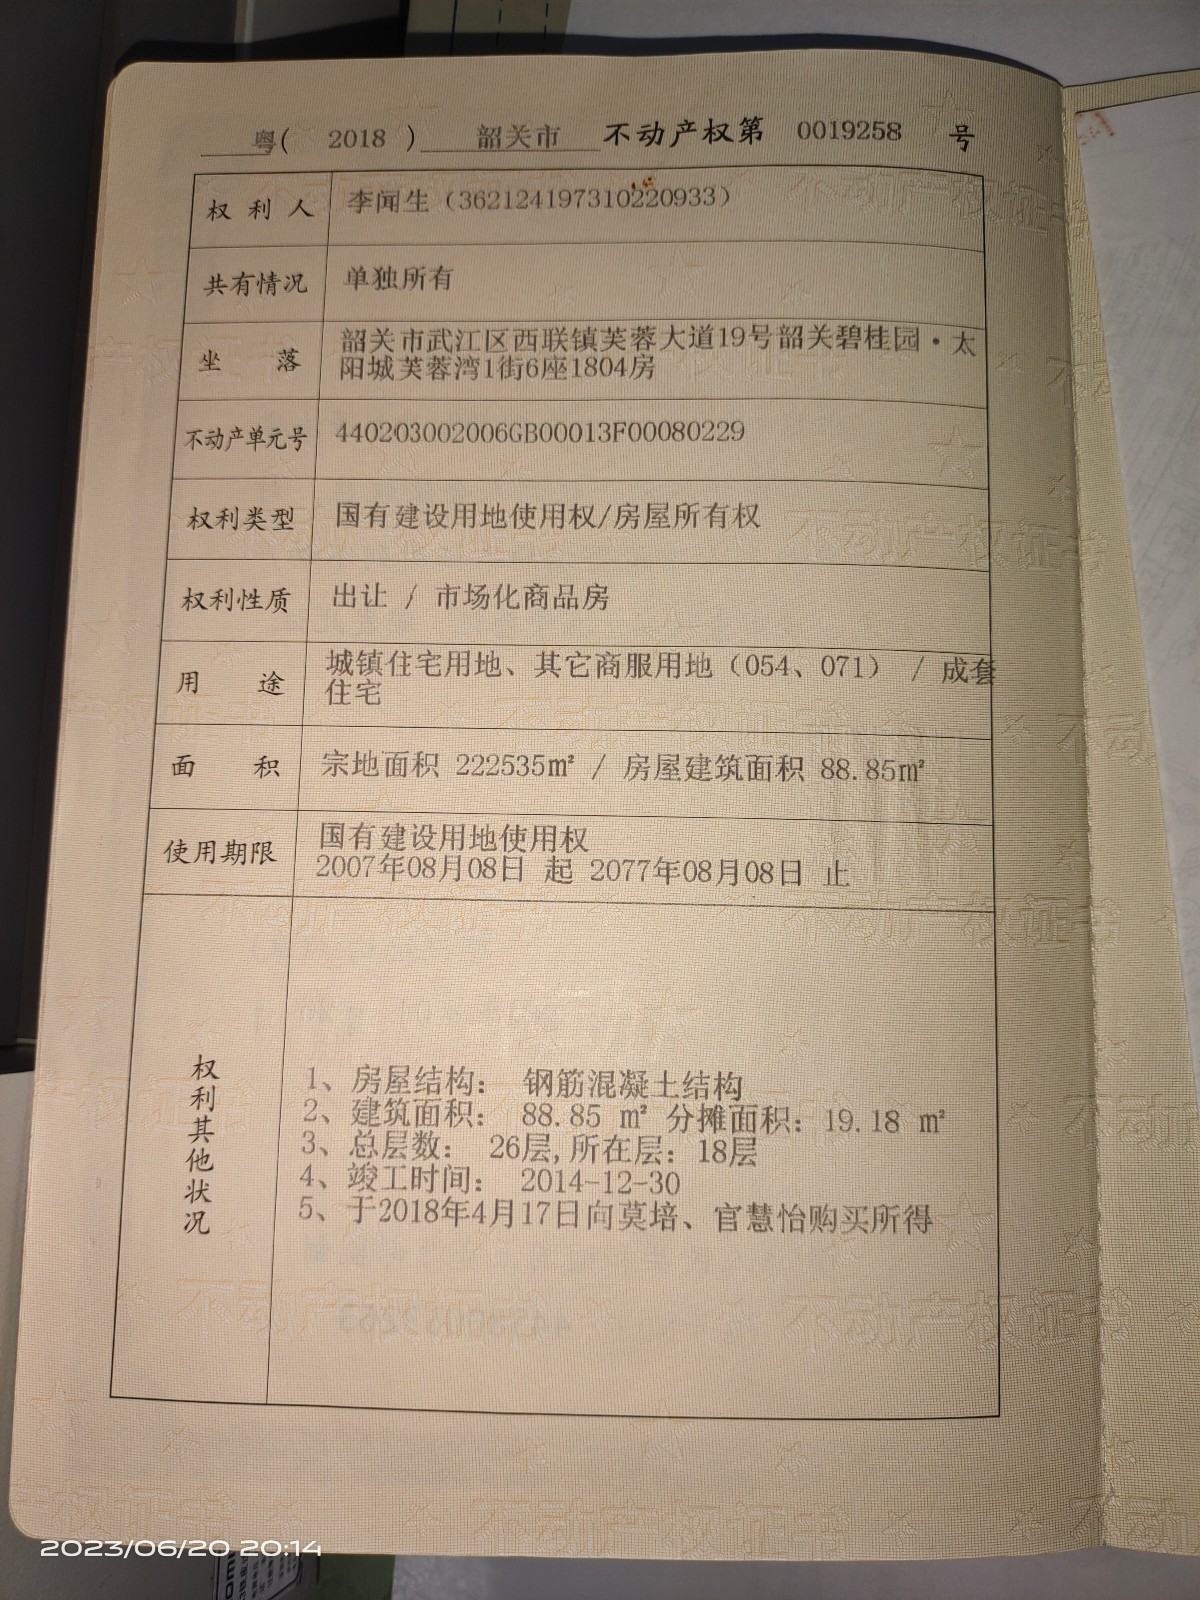 粤( 2018 ) 韶关市 不动产权第 0019258 号
权利人 李闻生（362124197310220933）
共有情况 单独所有
坐落 韶关市武江区西联镇芙蓉大道19号韶关碧桂园·太
阳城芙蓉湾1街6座1804房
不动产单元号 440203002006GB00013F00080229
权利类型 国有建设用地使用权/房屋所有权
权利性质 出让 / 市场化商品房
用途 城镇住宅用地、其它商服用地（054、071） / 成套
住宅
面积 宗地面积 222535㎡ / 房屋建筑面积 88.85㎡
使用期限 国有建设用地使用权
2007年08月08日 起 2077年08月08日 止
权利其他状况
1、房屋结构： 钢筋混凝土结构
2、建筑面积： 88.85 ㎡ 分摊面积：19.18 ㎡
3、总层数： 26层,所在层：18层
4、竣工时间： 2014-12-30
5、于2018年4月17日向莫培、官慧怡购买所得
2023/06/20 20:14